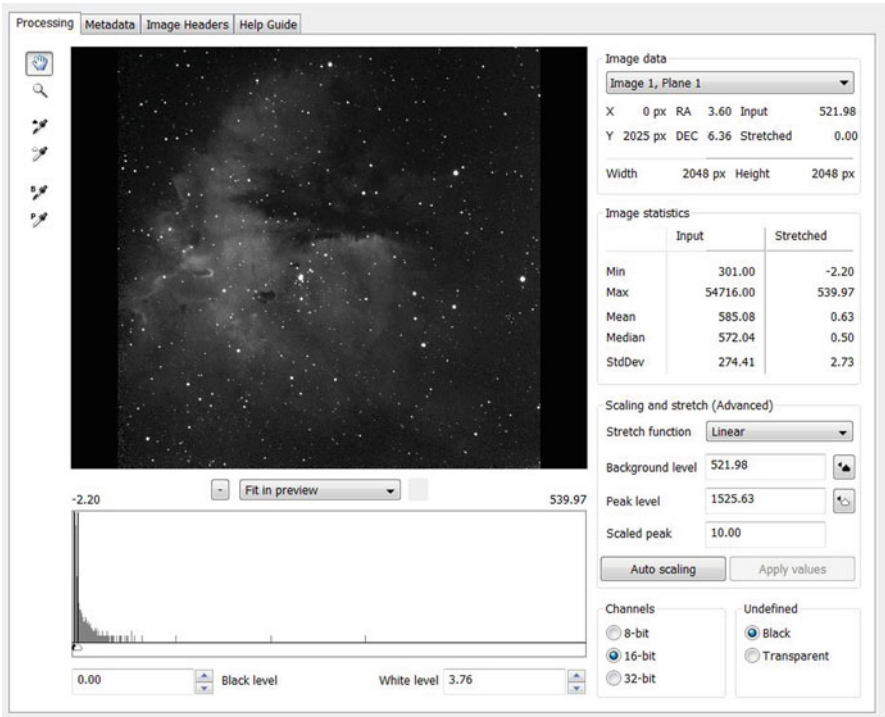 Processing Metadata Image Headers Help Guide
Image data
Image 1, Plane 1
X 0 px RA 3.60 Input 521.98
Y 2025 px DEC 6.36 Stretched 0.00
Width 2048 px Height 2048 px
Image statistics
Input Stretched
Min 301.00 -2.20
Max 54716.00 539.97
Mean 585.08 0.63
Median 572.04 0.50
StdDev 274.41 2.73
Scaling and stretch (Advanced)
Stretch function Linear
Background level 521.98
Peak level 1525.63
Scaled peak 10.00
Auto scaling Apply values
Channels
8-bit
16-bit
32-bit
Undefined
Black
Transparent
B
P
- Fit in preview
-2.20 539.97
0.00 Black level White level 3.76